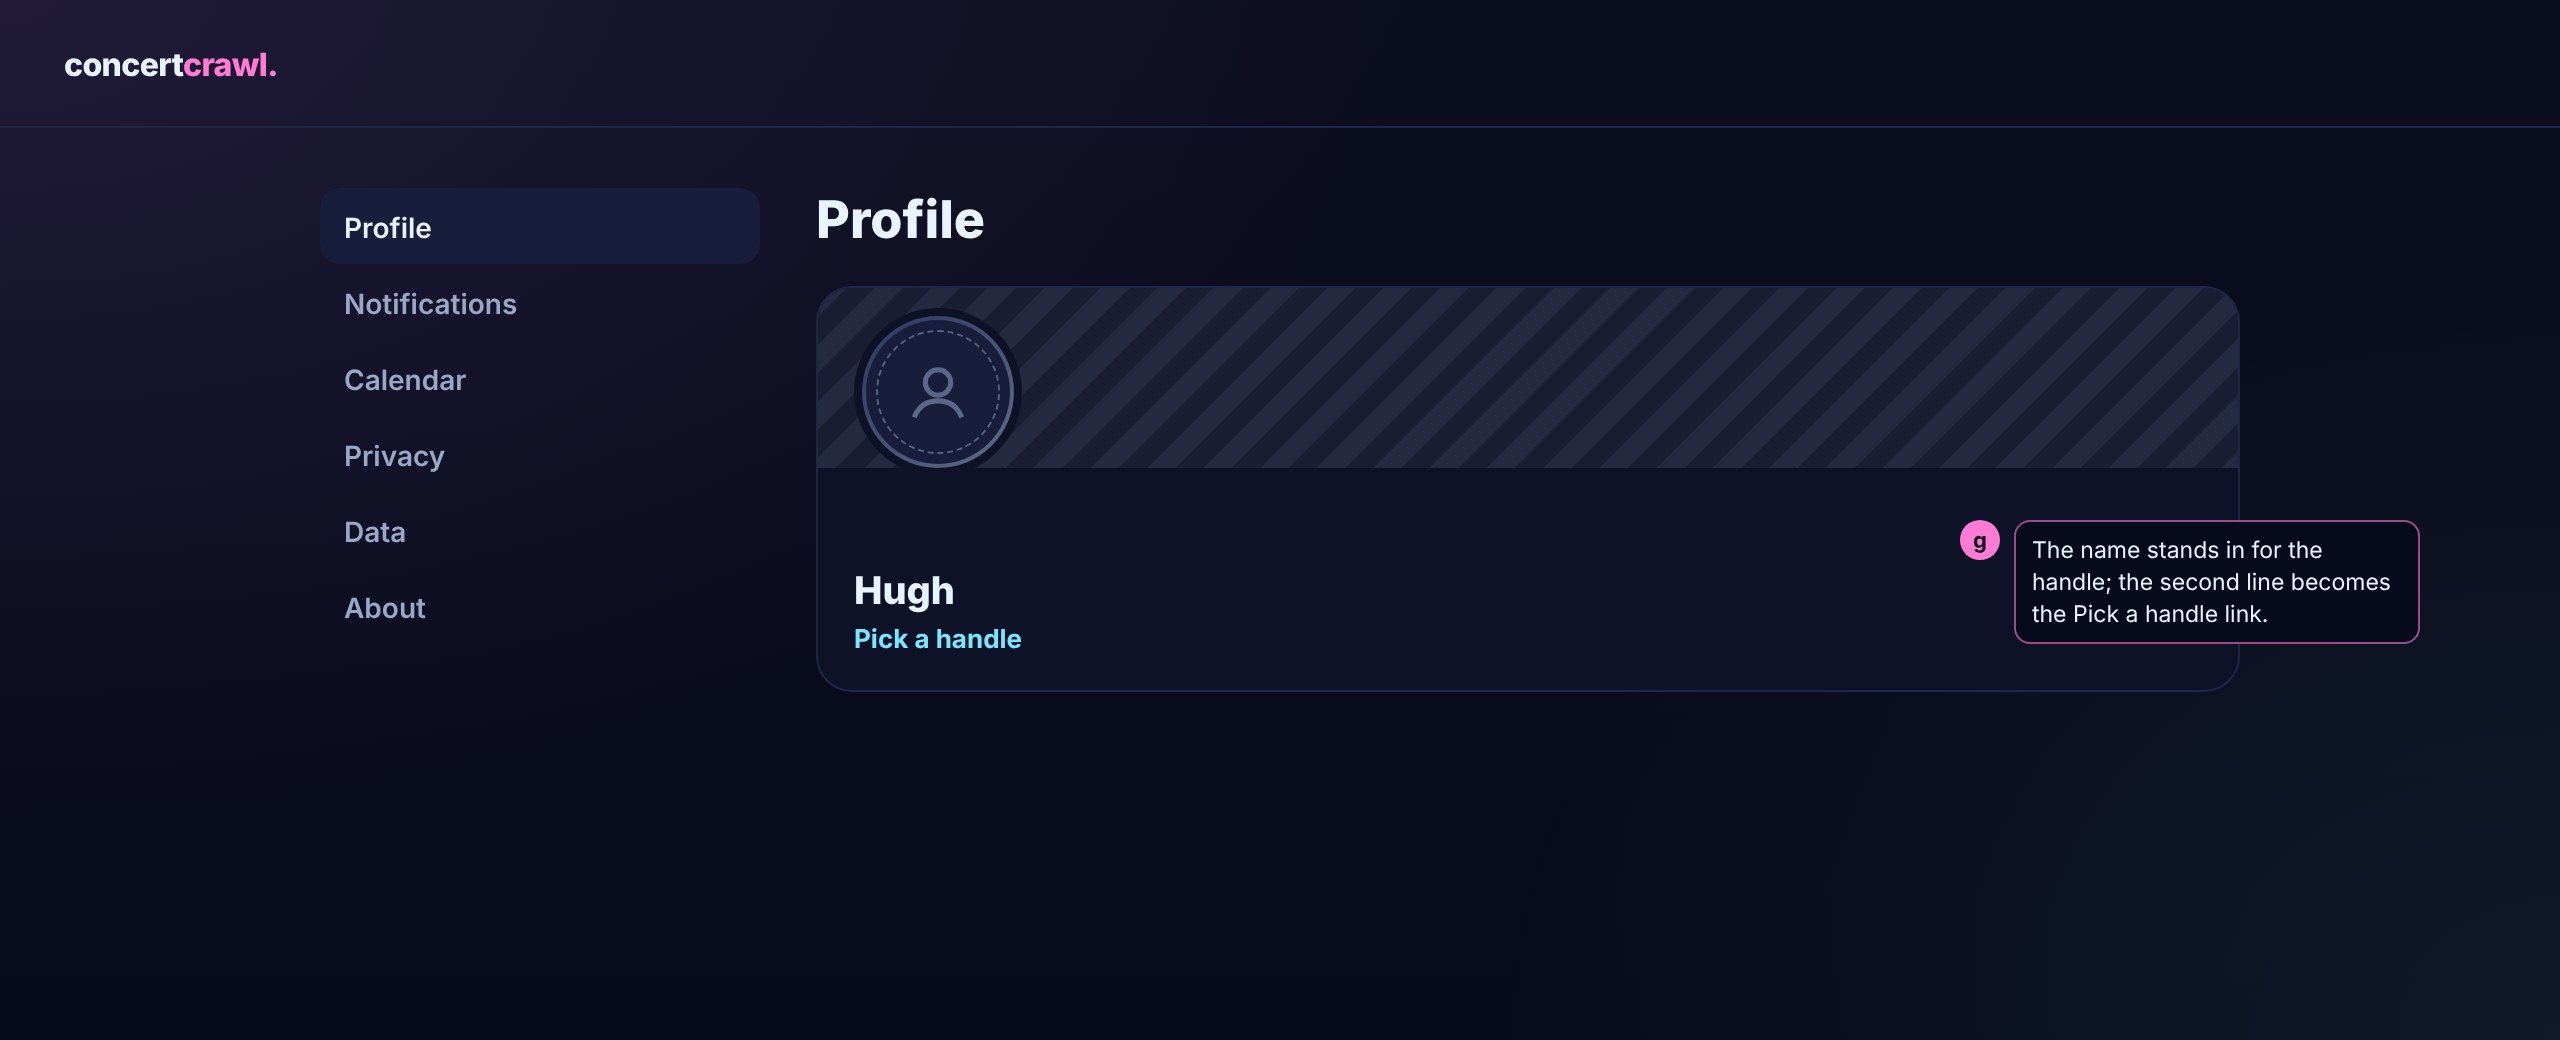 concertcrawl.
Profile
Notifications
Calendar
Privacy
Data
About
Profile
Hugh
Pick a handle
g
The name stands in for the
handle; the second line becomes
the Pick a handle link.